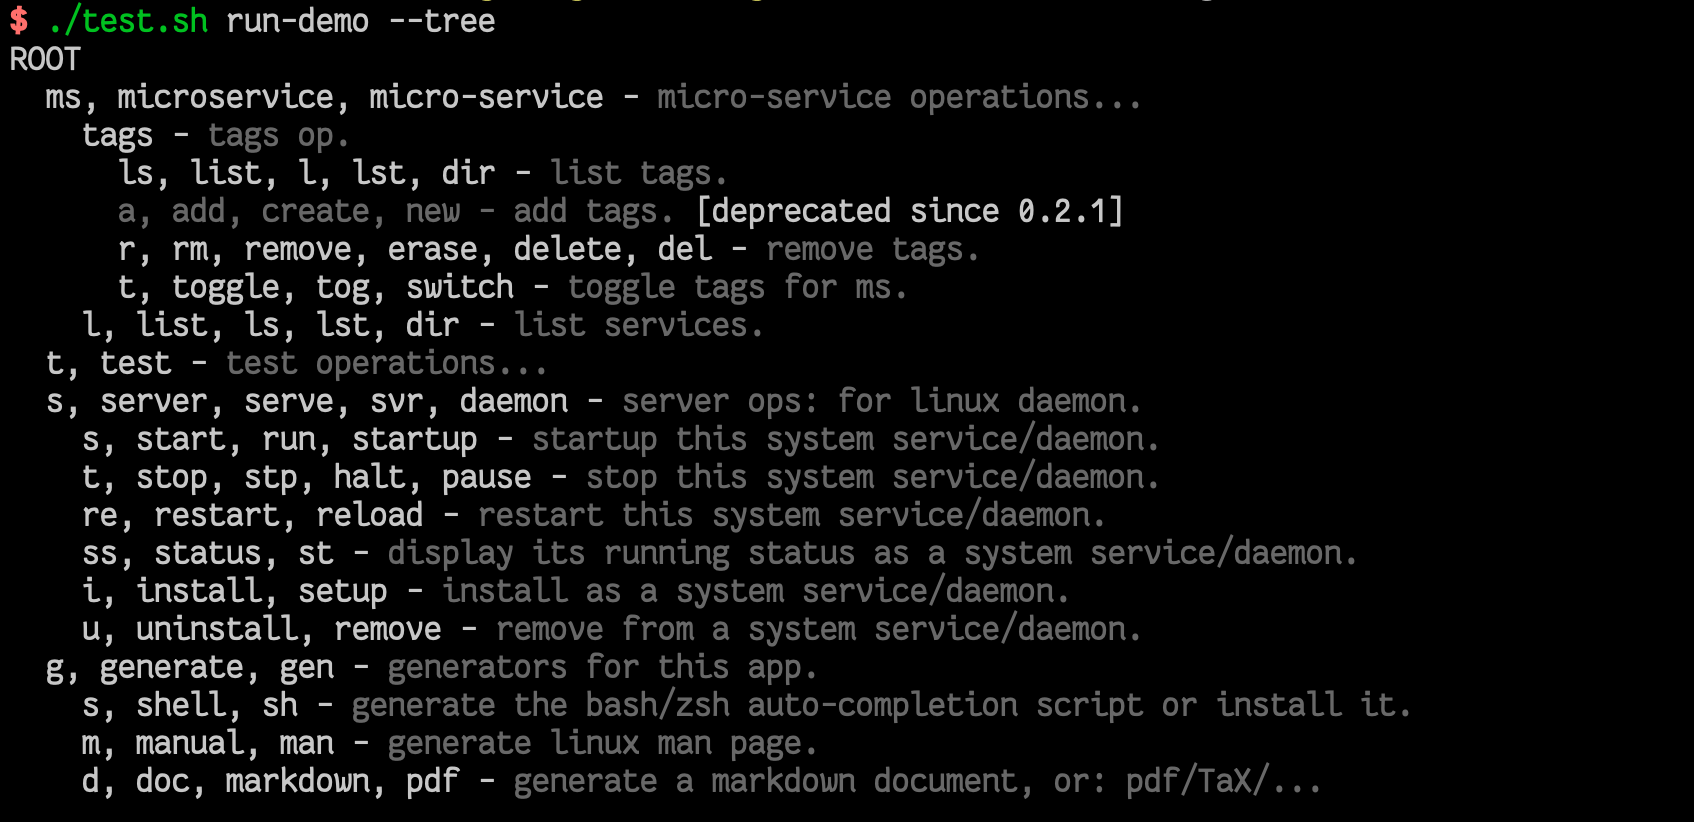 $ ./test.sh run-demo --tree
ROOT
  ms, microservice, micro-service - micro-service operations...
    tags - tags op.
      ls, list, l, lst, dir - list tags.
      a, add, create, new - add tags. [deprecated since 0.2.1]
      r, rm, remove, erase, delete, del - remove tags.
      t, toggle, tog, switch - toggle tags for ms.
    l, list, ls, lst, dir - list services.
  t, test - test operations...
  s, server, serve, svr, daemon - server ops: for linux daemon.
    s, start, run, startup - startup this system service/daemon.
    t, stop, stp, halt, pause - stop this system service/daemon.
    re, restart, reload - restart this system service/daemon.
    ss, status, st - display its running status as a system service/daemon.
    i, install, setup - install as a system service/daemon.
    u, uninstall, remove - remove from a system service/daemon.
  g, generate, gen - generators for this app.
    s, shell, sh - generate the bash/zsh auto-completion script or install it.
    m, manual, man - generate linux man page.
    d, doc, markdown, pdf - generate a markdown document, or: pdf/TaX/...